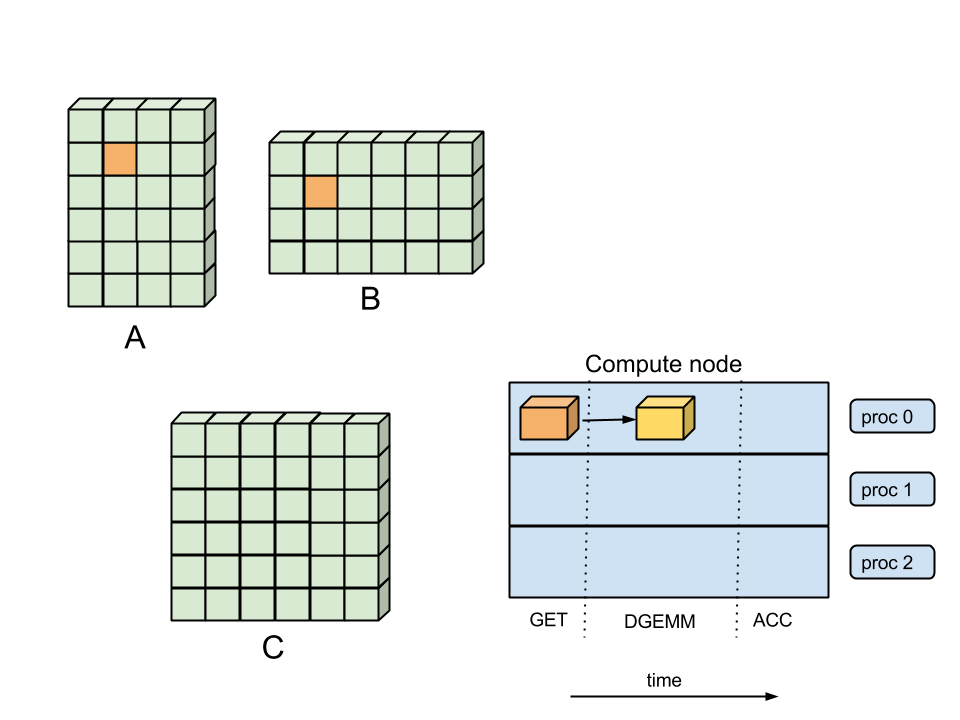 A
B
C
Compute node
proc 0
proc 1
proc 2
GET
DGEMM
ACC
time